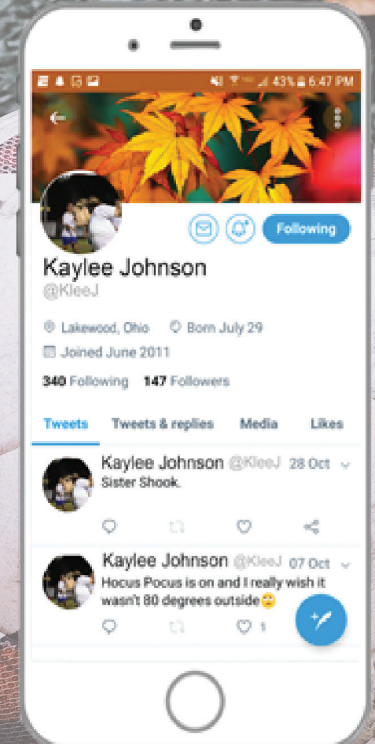 43% 6:47 PM
Following
Kaylee Johnson
@KleeJ
Lakewood, Ohio Born July 29
Joined June 2011
340 Following 147 Followers
Tweets Tweets & replies Media Likes
Kaylee Johnson @KleeJ 28 Oct
Sister Shook.
Kaylee Johnson @KleeJ 07 Oct
Hocus Pocus is on and I really wish it
wasn't 80 degrees outside🙄
1